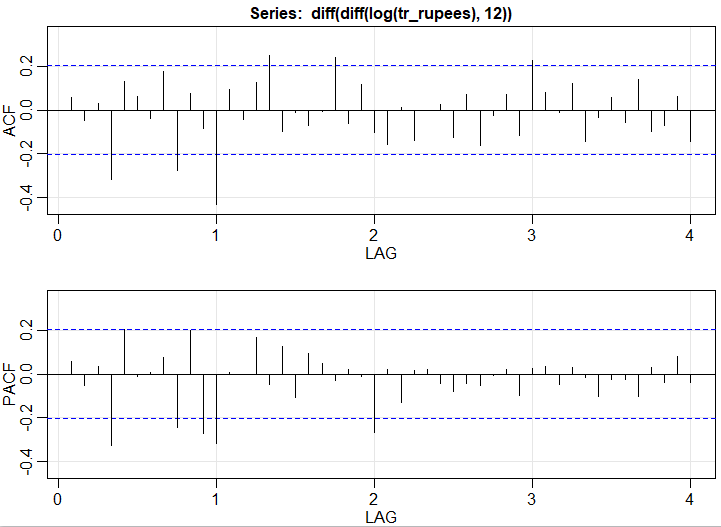 Series: diff(diff(log(tr_rupees), 12))
ACF
0.2
0.0
-0.2
-0.4
0 1 2 3 4
LAG
PACF
0.2
0.0
-0.2
-0.4
0 1 2 3 4
LAG